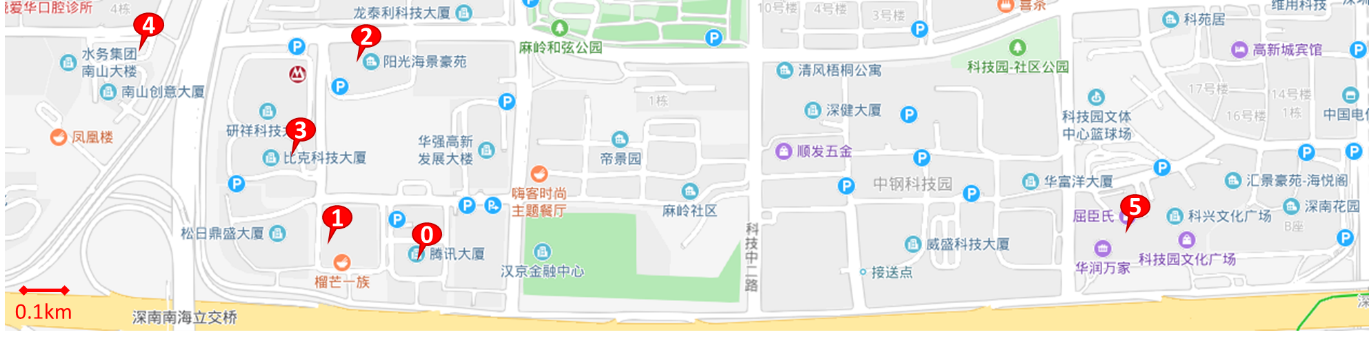 爱华口腔诊所
4栋
4
水务集团
南山大楼
南山创意大厦
凤凰楼
龙泰利科技大厦
2
阳光海景豪苑
P
P
研祥科技大
3
比克科技大厦
P
华强高新
发展大楼
P
松日鼎盛大厦
1
榴芒一族
P
0
腾讯大厦
P
0.1km
深南南海立交桥
P
麻岭和弦公园
P
1栋
帝景园
嗨客时尚
主题餐厅
麻岭社区
汉京金融中心
科技中二路
10号楼
4号楼
3号楼
P
喜茶
清风梧桐公寓
科技园-社区公园
深健大厦
P
顺发五金
P
P
中钢科技园
P
威盛科技大厦
接送点
科苑居
维用科技
高新城宾馆
P
17号楼
14号楼
1栋
16号楼
中国电信
科技园文体
中心篮球场
P
P
P
华富洋大厦
汇景豪苑-海悦阁
屈臣氏
5
科兴文化广场
深南花园
B座
P
华润万家
科技园文化广场